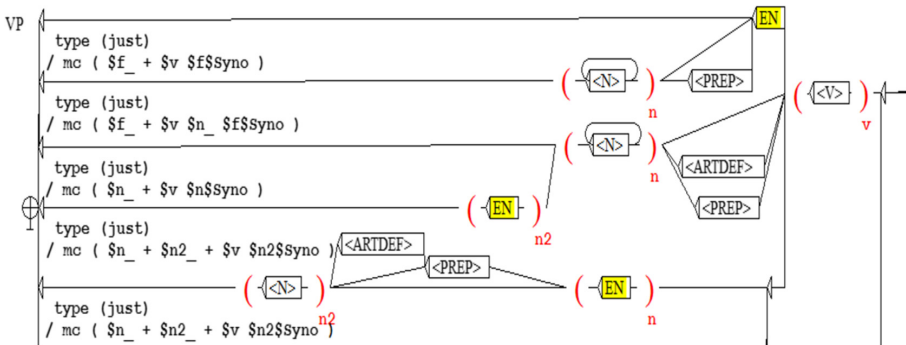 VP EN
type (just)
/ mc ( $f_ + $v $f$Syno )
( <N> ) n <PREP> ( <V> ) v
type (just)
/ mc ( $f_ + $v $n_ $f$Syno )
( <N> ) n <ARTDEF>
type (just)
/ mc ( $n_ + $v $n$Syno )
<PREP>
( EN ) n2
type (just)
/ mc ( $n_ + $n2_ + $v $n2$Syno )
<ARTDEF>
<PREP>
( <N> ) n2 ( EN ) n
type (just)
/ mc ( $n_ + $n2_ + $v $n2$Syno )